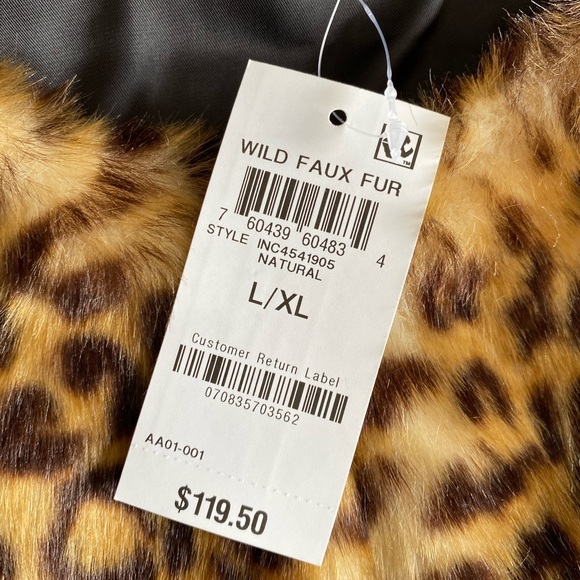 WILD FAUX FUR
7 60439 60483 4
STYLE INC4541905
NATURAL
L/XL
Customer Return Label
070835703562
AA01-001
$119.50